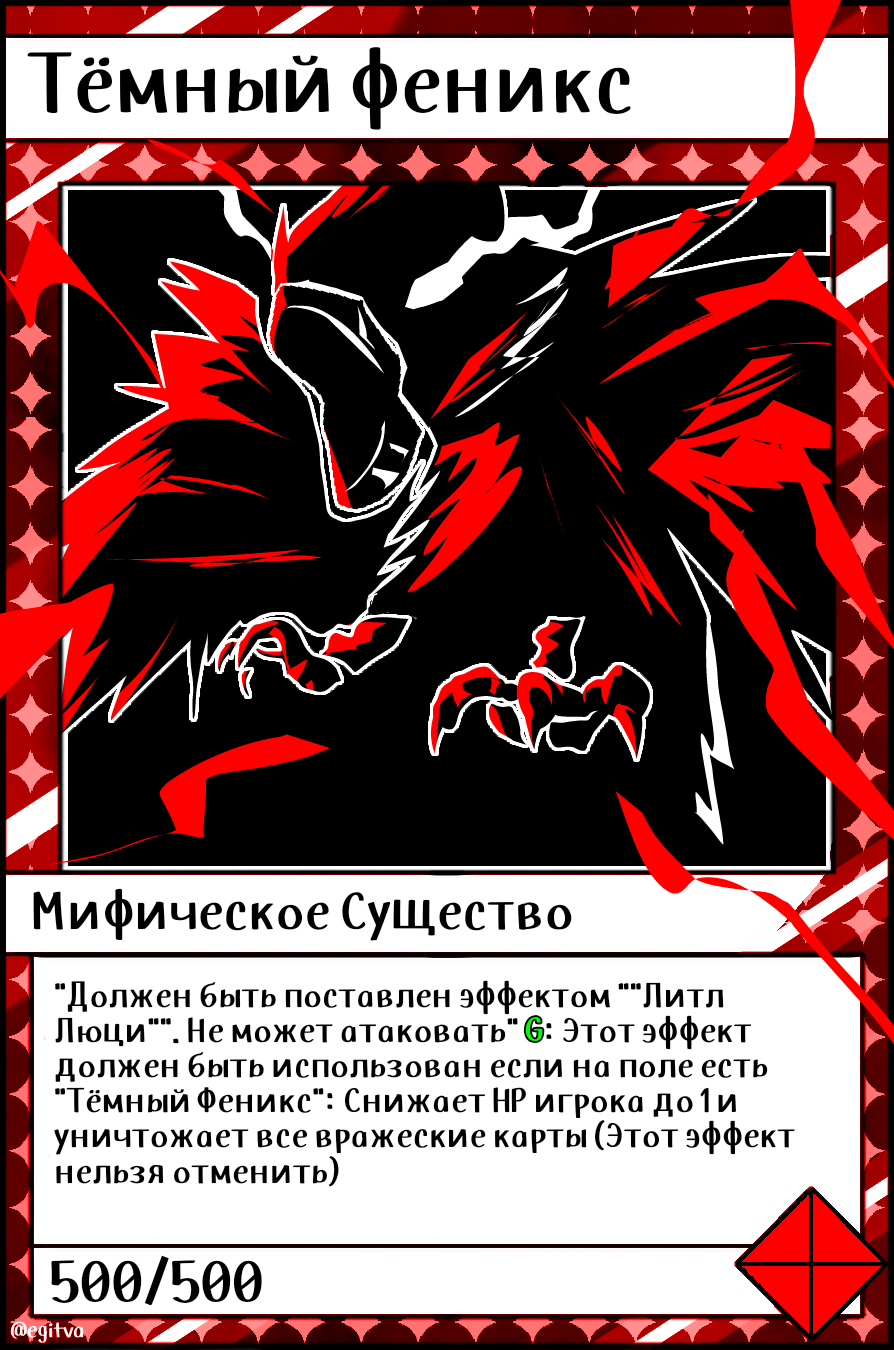 Тёмный феникс
Мифическое Существо
"Должен быть поставлен эффектом ""Литл
Люци"". Не может атаковать" G: Этот эффект
должен быть использован если на поле есть
"Тёмный Феникс": Снижает HP игрока до 1 и
уничтожает все вражеские карты (Этот эффект
нельзя отменить)
500/500
@egitva